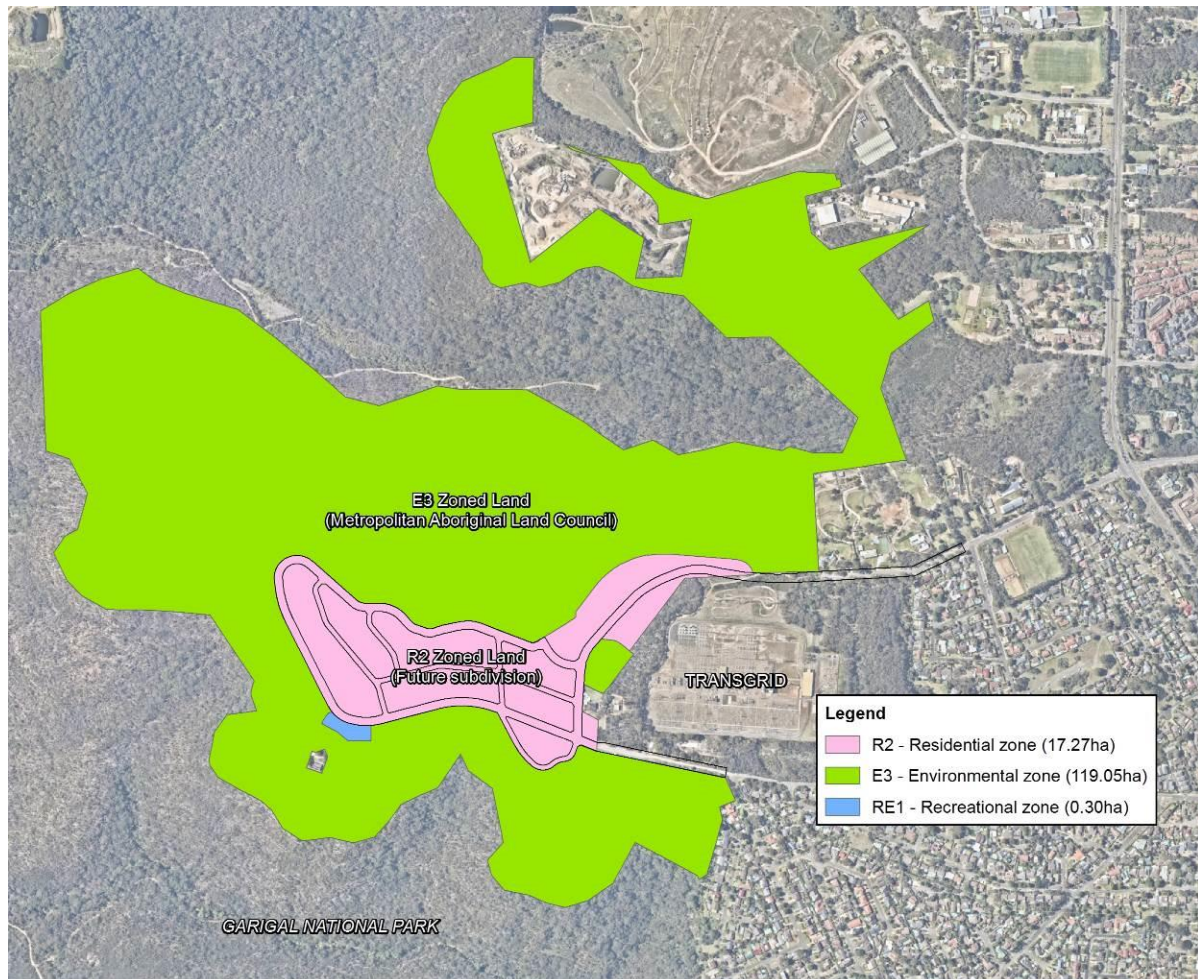 E3 Zoned Land
(Metropolitan Aboriginal Land Council)
R2 Zoned Land
(Future subdivision)
TRANSGRID
Legend
R2 - Residential zone (17.27ha)
E3 - Environmental zone (119.05ha)
RE1 - Recreational zone (0.30ha)
GARIGAL NATIONAL PARK